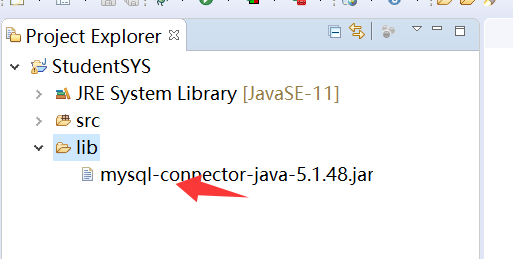 Project Explorer
StudentSYS
JRE System Library [JavaSE-11]
src
lib
mysql-connector-java-5.1.48.jar